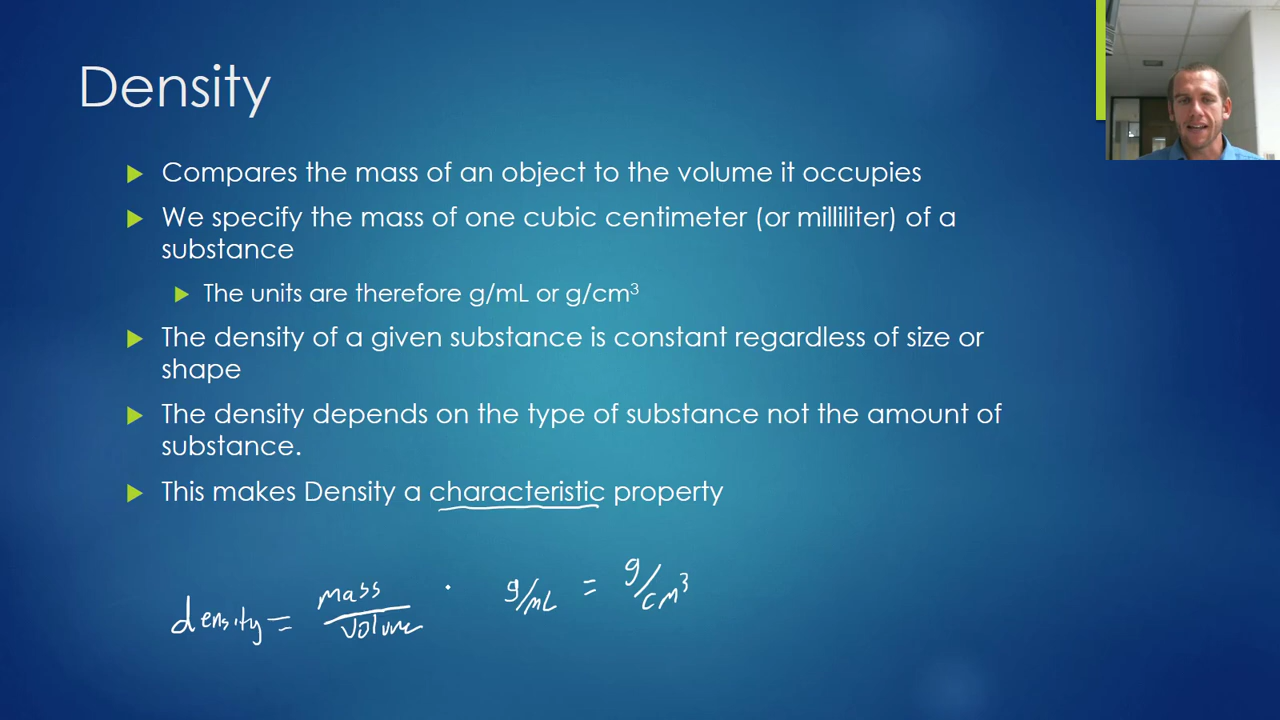 Density
Compares the mass of an object to the volume it occupies
We specify the mass of one cubic centimeter (or milliliter) of a
substance
The units are therefore g/mL or g/cm³
The density of a given substance is constant regardless of size or
shape
The density depends on the type of substance not the amount of
substance.
This makes Density a characteristic property
density = mass/volume g/mL = g/cm³